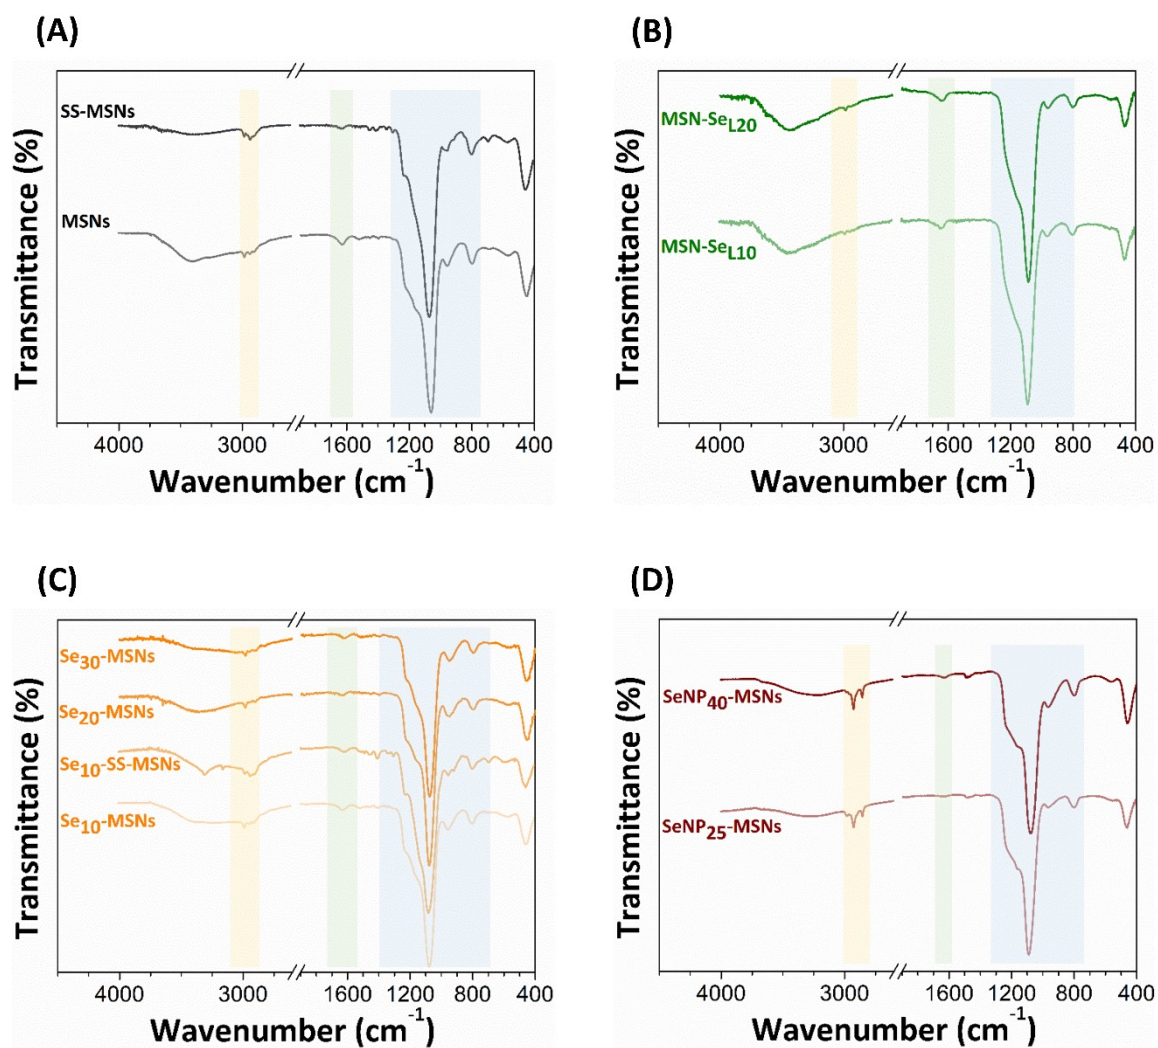 (A)
SS-MSNs
MSNs
Transmittance (%)
4000 3000 1600 1200 800 400
Wavenumber (cm-1)
(B)
MSN-SeL20
MSN-SeL10
Transmittance (%)
4000 3000 1600 1200 800 400
Wavenumber (cm-1)
(C)
Se30-MSNs
Se20-MSNs
Se10-SS-MSNs
Se10-MSNs
Transmittance (%)
4000 3000 1600 1200 800 400
Wavenumber (cm-1)
(D)
SeNP40-MSNs
SeNP25-MSNs
Transmittance (%)
4000 3000 1600 1200 800 400
Wavenumber (cm-1)